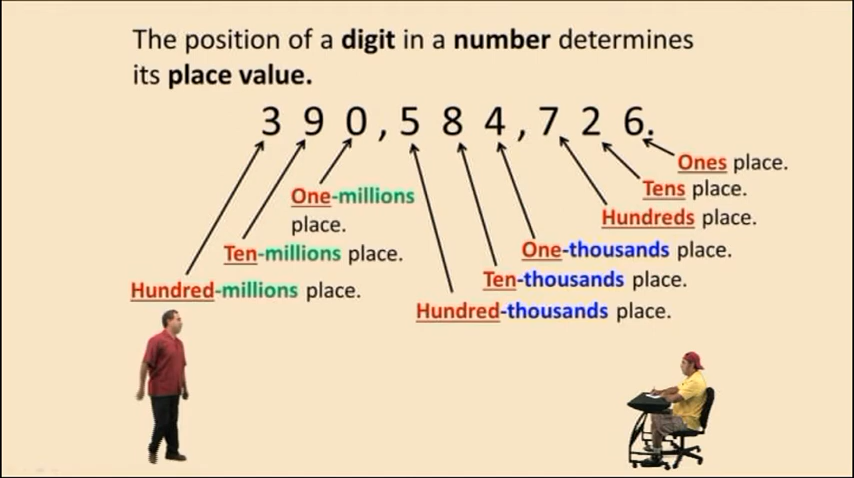 The position of a digit in a number determines
its place value.
3 9 0 , 5 8 4 , 7 2 6.
Ones place.
Tens place.
Hundreds place.
One-thousands place.
Ten-thousands place.
Hundred-thousands place.
One-millions
place.
Ten-millions place.
Hundred-millions place.